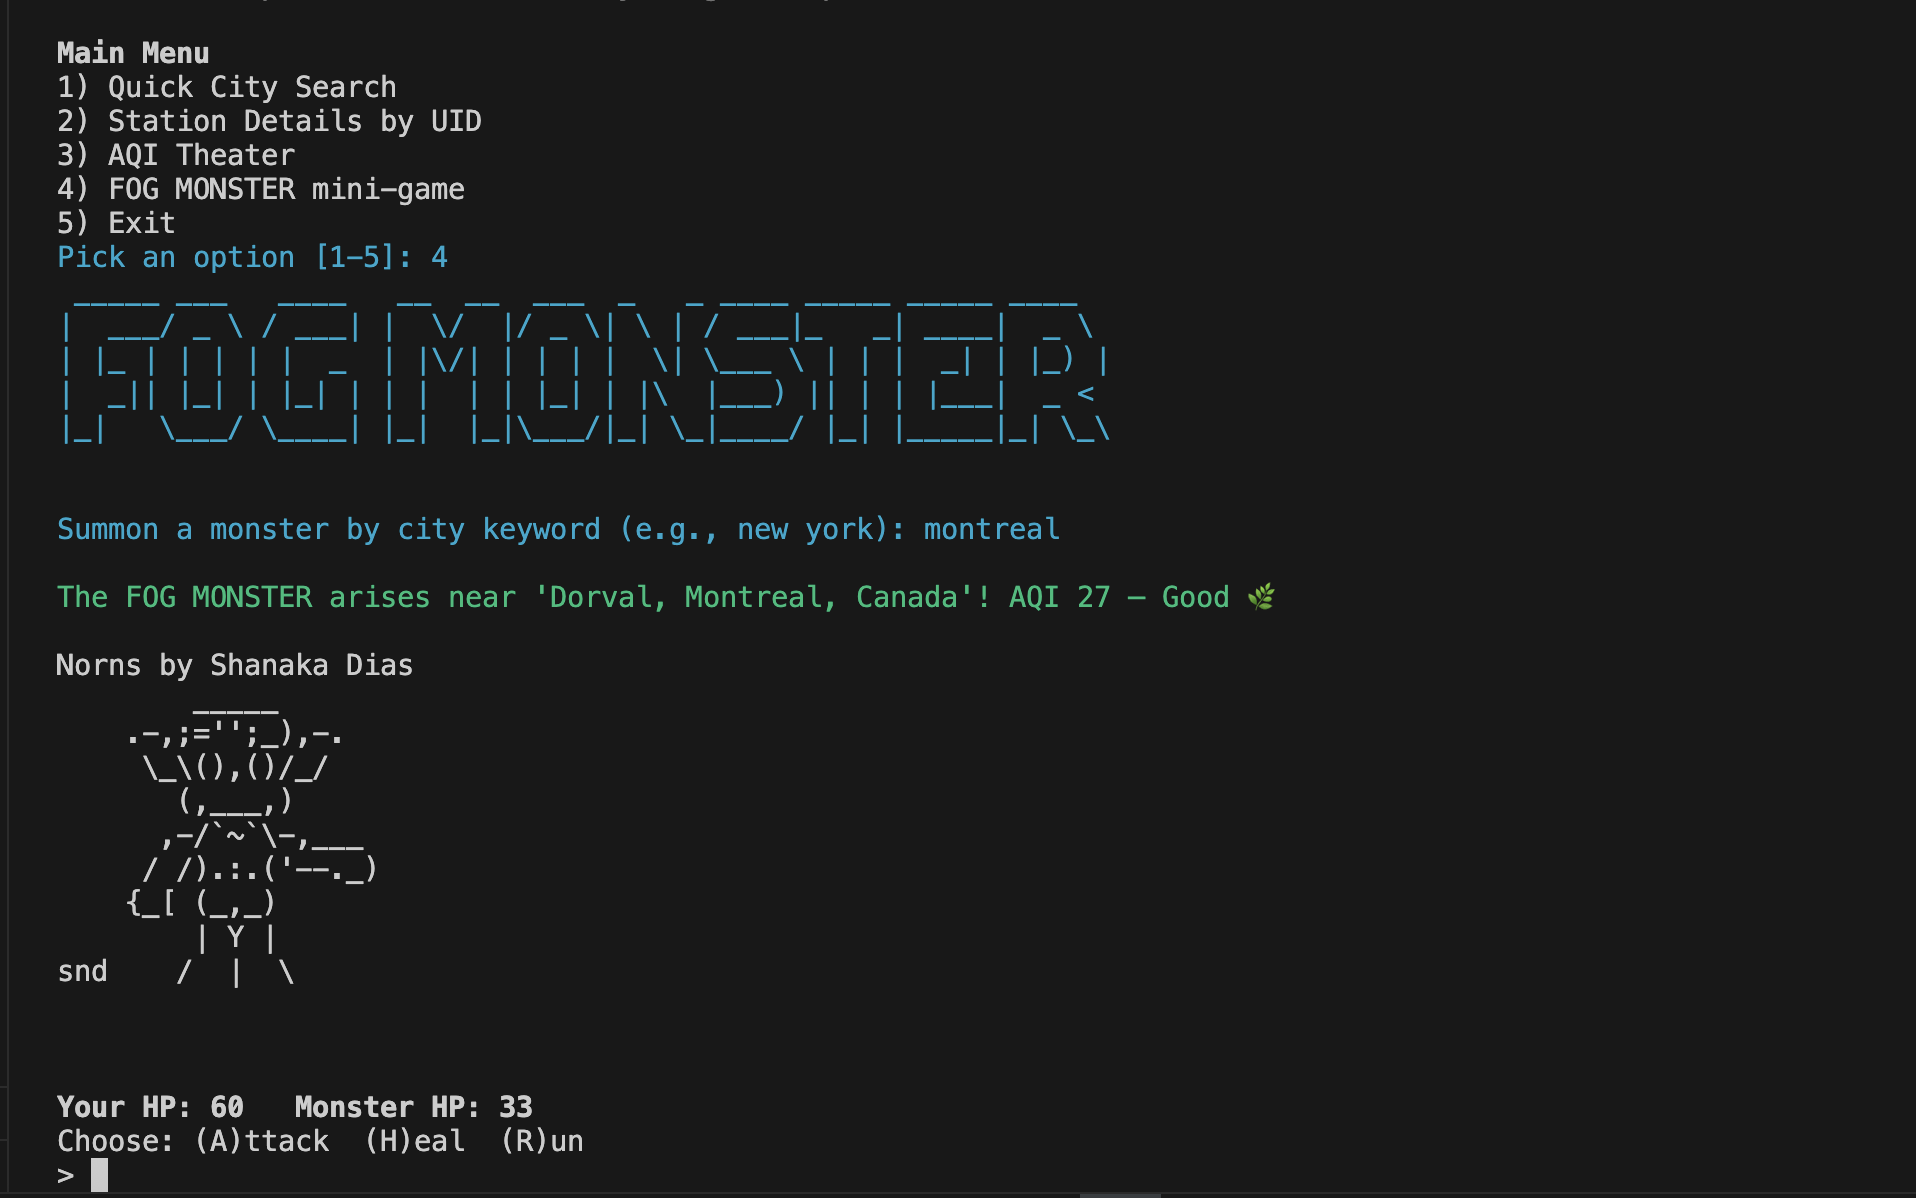 Main Menu
1) Quick City Search
2) Station Details by UID
3) AQI Theater
4) FOG MONSTER mini-game
5) Exit
Pick an option [1-5]: 4
FOG MONSTER
Summon a monster by city keyword (e.g., new york): montreal
The FOG MONSTER arises near 'Dorval, Montreal, Canada'! AQI 27 — Good 🌿
Norns by Shanaka Dias
snd
Your HP: 60   Monster HP: 33
Choose: (A)ttack  (H)eal  (R)un
>